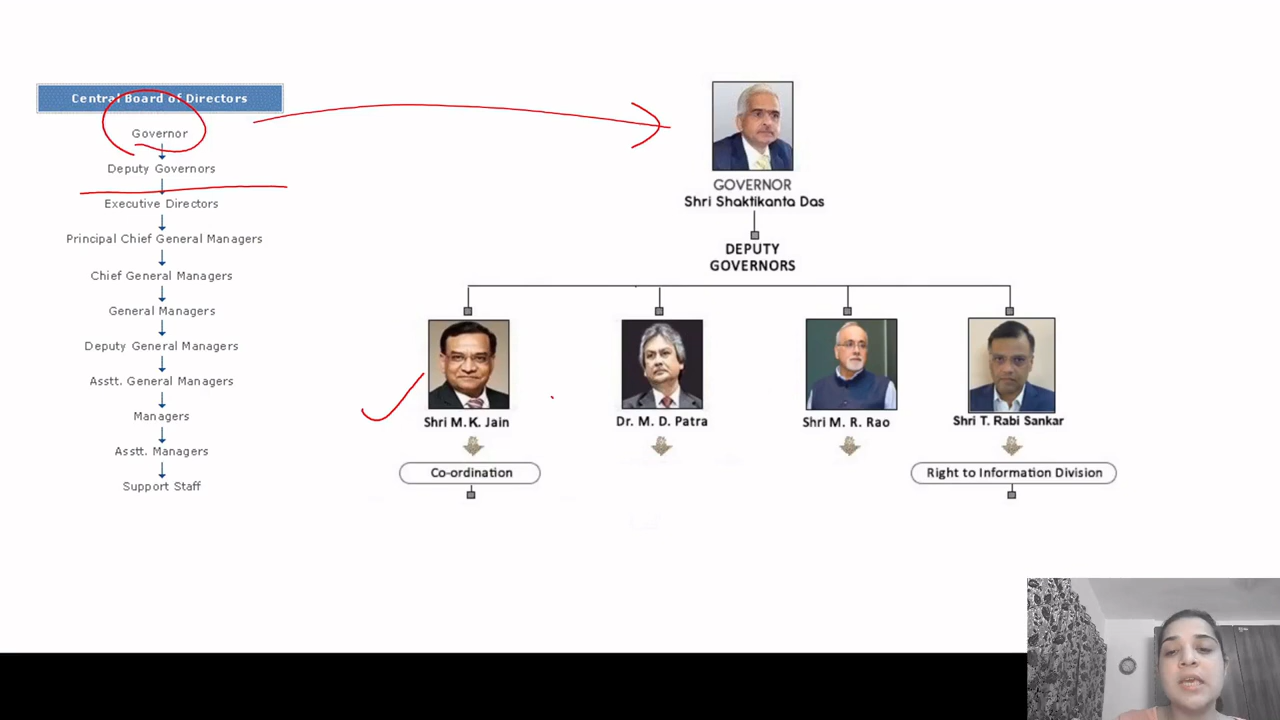 Central Board of Directors
Governor
Deputy Governors
Executive Directors
Principal Chief General Managers
Chief General Managers
General Managers
Deputy General Managers
Asstt. General Managers
Managers
Asstt. Managers
Support Staff
GOVERNOR
Shri Shaktikanta Das
DEPUTY
GOVERNORS
Shri M. K. Jain
Dr. M. D. Patra
Shri M. R. Rao
Shri T. Rabi Sankar
Co-ordination
Right to Information Division